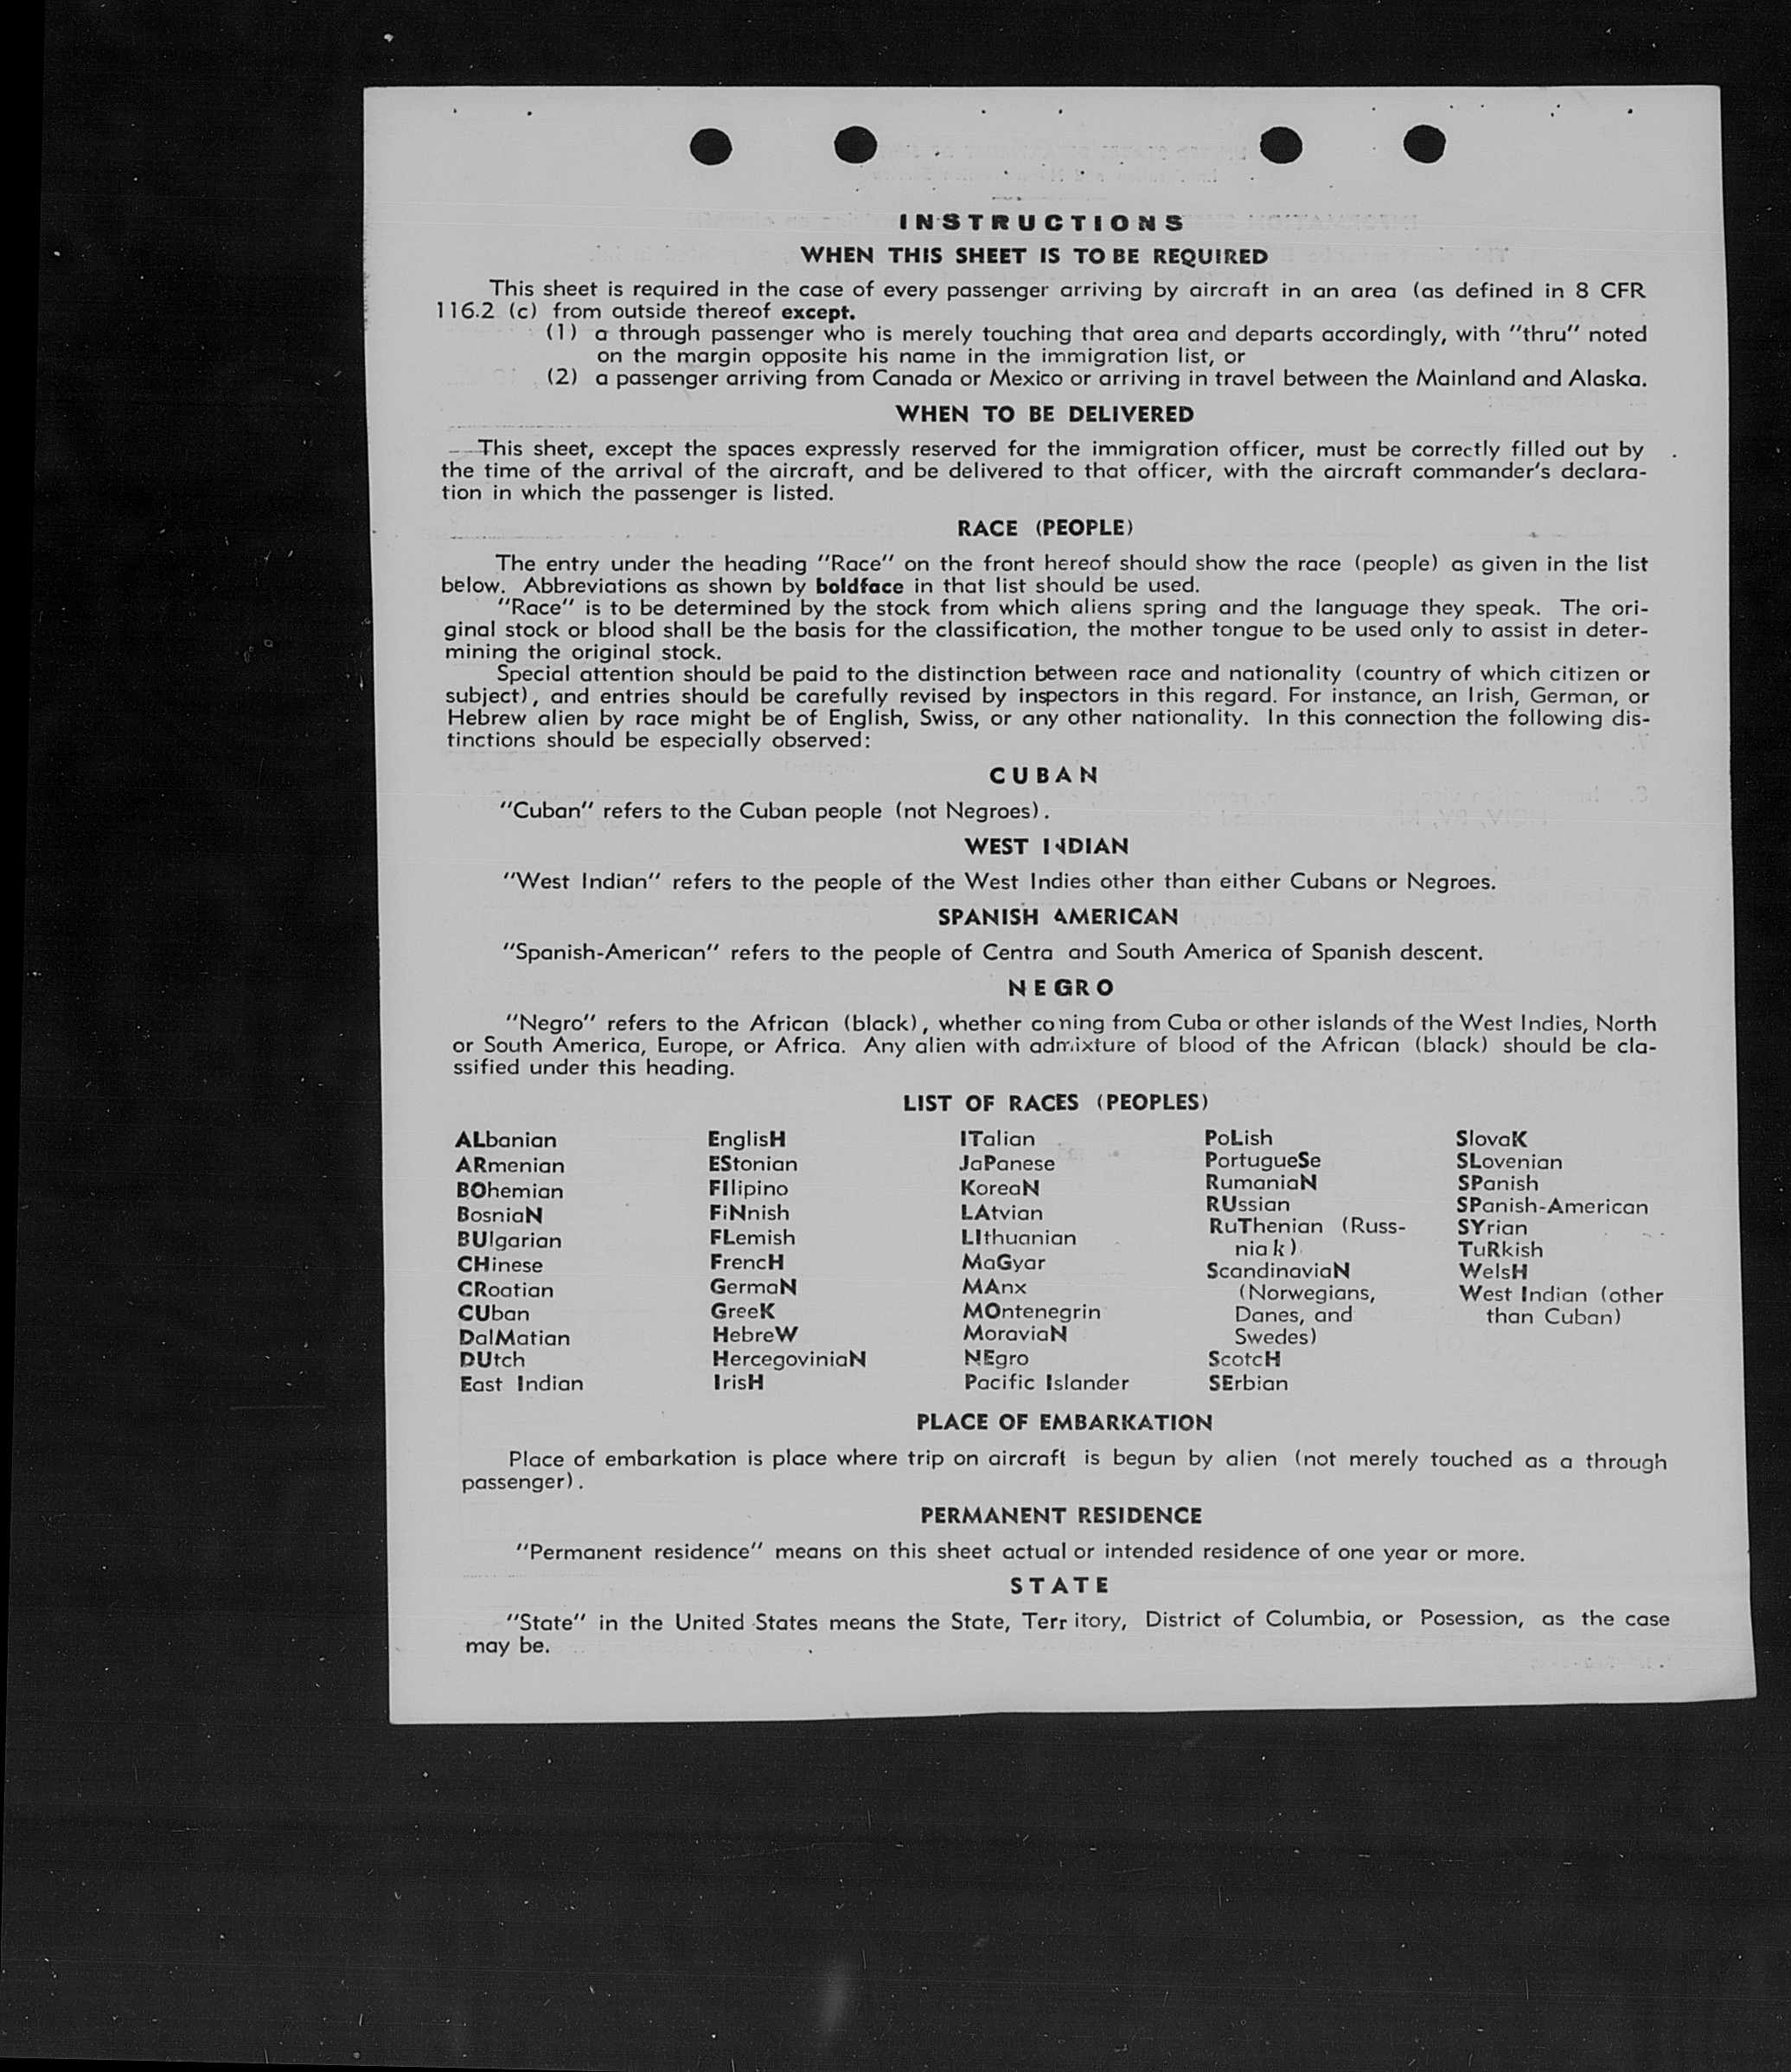 INSTRUCTIONS
WHEN THIS SHEET IS TO BE REQUIRED
This sheet is required in the case of every passenger arriving by aircraft in an area (as defined in 8 CFR
116.2 (c) from outside thereof except.
(1) a through passenger who is merely touching that area and departs accordingly, with "thru" noted
on the margin opposite his name in the immigration list, or
(2) a passenger arriving from Canada or Mexico or arriving in travel between the Mainland and Alaska.
WHEN TO BE DELIVERED
This sheet, except the spaces expressly reserved for the immigration officer, must be correctly filled out by
the time of the arrival of the aircraft, and be delivered to that officer, with the aircraft commander's declara-
tion in which the passenger is listed.
RACE (PEOPLE)
The entry under the heading "Race" on the front hereof should show the race (people) as given in the list
below. Abbreviations as shown by boldface in that list should be used.
"Race" is to be determined by the stock from which aliens spring and the language they speak. The ori-
ginal stock or blood shall be the basis for the classification, the mother tongue to be used only to assist in deter-
mining the original stock.
Special attention should be paid to the distinction between race and nationality (country of which citizen or
subject), and entries should be carefully revised by inspectors in this regard. For instance, an Irish, German, or
Hebrew alien by race might be of English, Swiss, or any other nationality. In this connection the following dis-
tinctions should be especially observed:
CUBAN
"Cuban" refers to the Cuban people (not Negroes).
WEST INDIAN
"West Indian" refers to the people of the West Indies other than either Cubans or Negroes.
SPANISH AMERICAN
"Spanish-American" refers to the people of Centra and South America of Spanish descent.
NEGRO
"Negro" refers to the African (black), whether coming from Cuba or other islands of the West Indies, North
or South America, Europe, or Africa. Any alien with admixture of blood of the African (black) should be cla-
ssified under this heading.
LIST OF RACES (PEOPLES)
ALbanian
ARmenian
BOhemian
BosniaN
BUlgarian
CHinese
CRoatian
CUban
DalMatian
DUtch
East Indian
EnglisH
EStonian
FIlipino
FiNnish
FLemish
FrencH
GermaN
GreeK
HebreW
HercegoviniaN
IrisH
ITalian
JaPanese
KoreaN
LAtvian
LIthuanian
MaGyar
MAnx
MOntenegrin
MoraviaN
NEgro
Pacific Islander
PoLish
PortugueSe
RumaniaN
RUssian
RuThenian (Russ-
niak)
ScandinaviaN
(Norwegians,
Danes, and
Swedes)
ScotcH
SErbian
SlovaK
SLovenian
SPanish
SPanish-American
SYrian
TuRkish
WelsH
West Indian (other
than Cuban)
PLACE OF EMBARKATION
Place of embarkation is place where trip on aircraft is begun by alien (not merely touched as a through
passenger).
PERMANENT RESIDENCE
"Permanent residence" means on this sheet actual or intended residence of one year or more.
STATE
"State" in the United States means the State, Terr itory, District of Columbia, or Posession, as the case
may be.